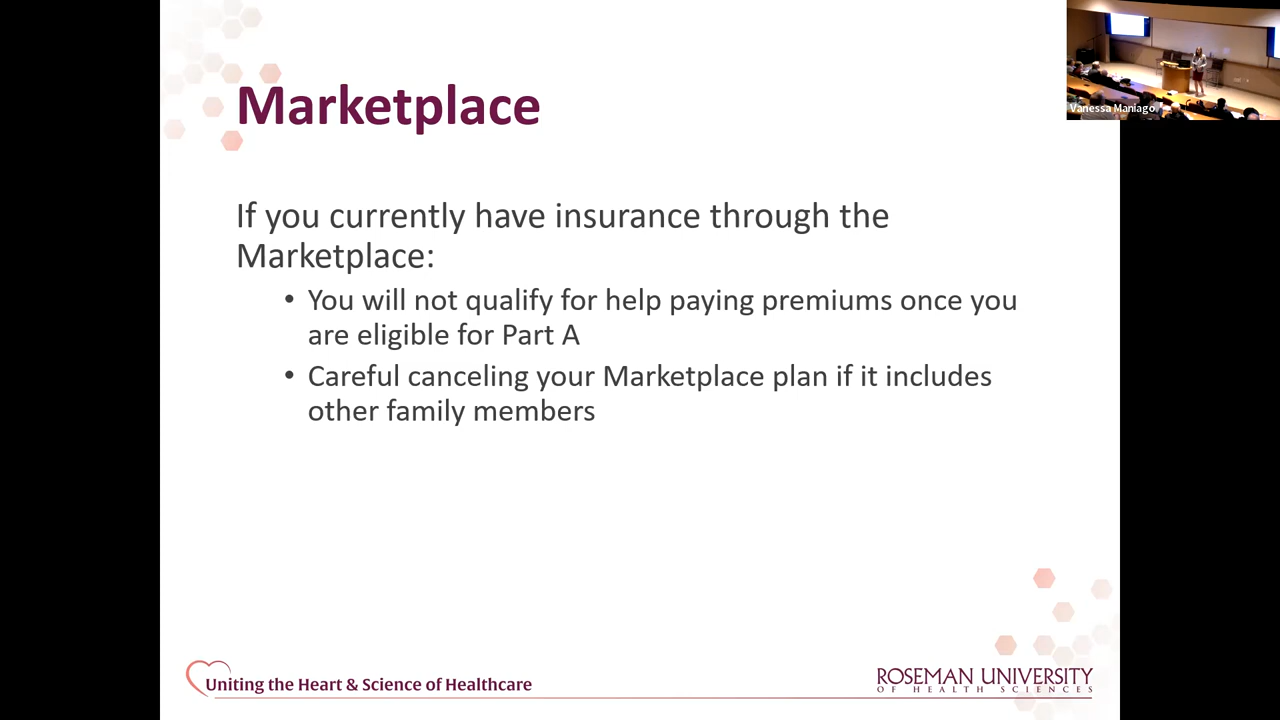 Marketplace
Vanessa Maniago
If you currently have insurance through the
Marketplace:
• You will not qualify for help paying premiums once you
are eligible for Part A
• Careful canceling your Marketplace plan if it includes
other family members
Uniting the Heart & Science of Healthcare
ROSEMAN UNIVERSITY
OF HEALTH SCIENCES